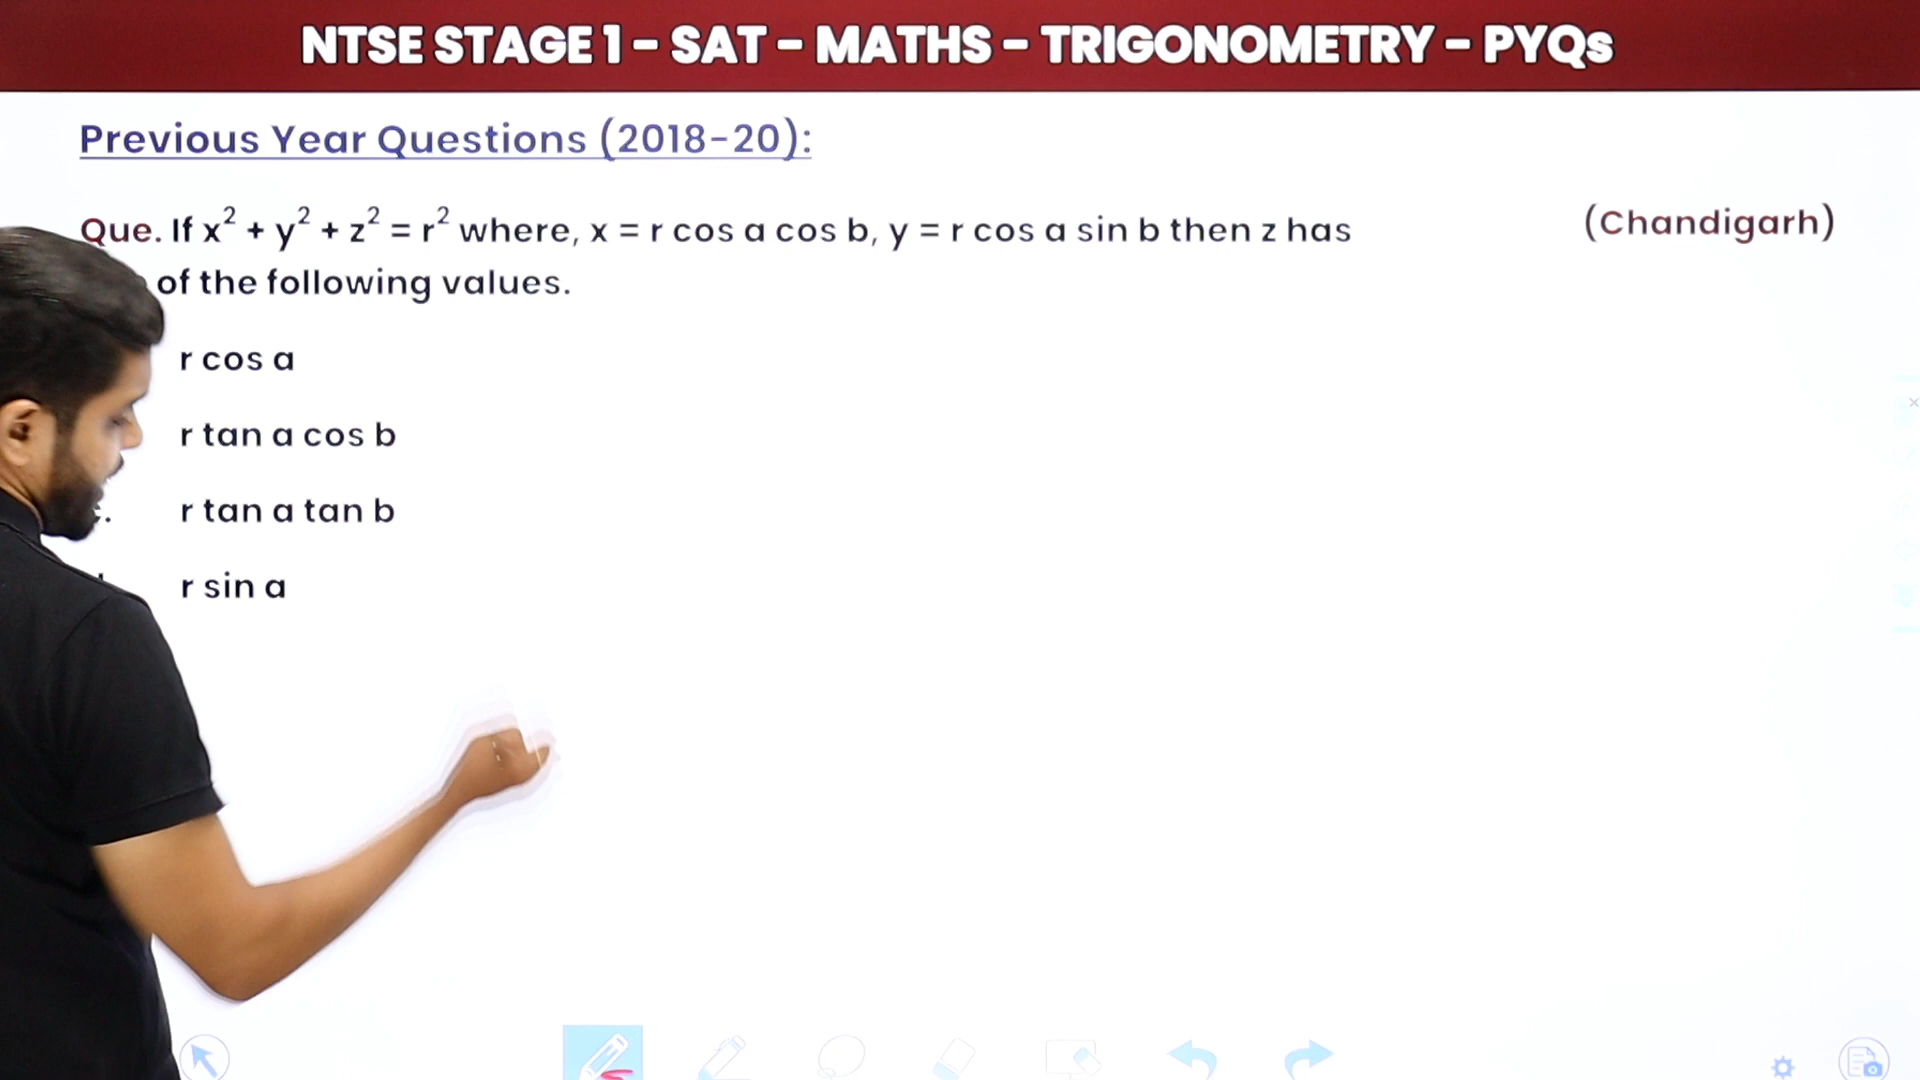 NTSE STAGE 1 – SAT – MATHS – TRIGONOMETRY – PYQs
Previous Year Questions (2018-20):
Que. If x² + y² + z² = r² where, x = r cos a cos b, y = r cos a sin b then z has
(Chandigarh)
of the following values.
r cos a
r tan a cos b
r tan a tan b
r sin a